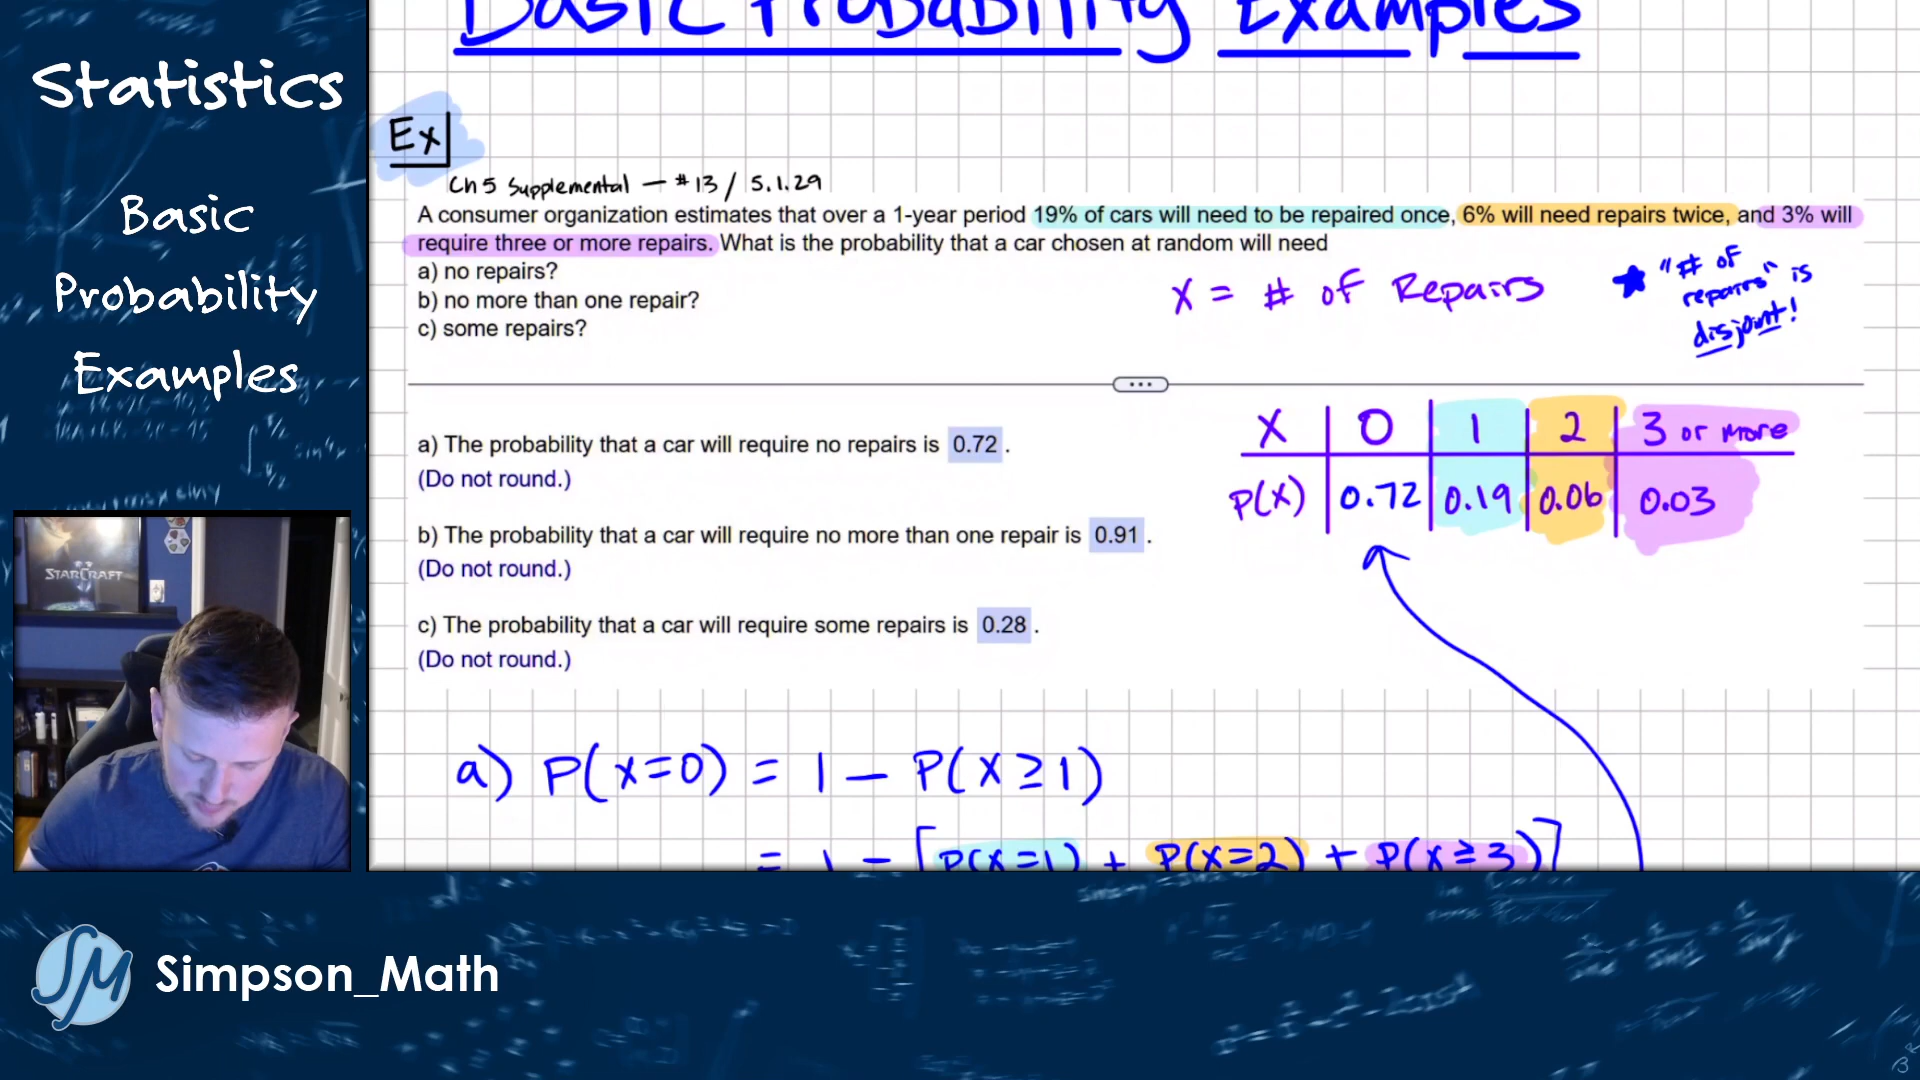 Statistics
Basic
Probability
Examples
Basic Probability Examples
Ex
Ch 5 Supplemental — #13 / 5.1.29
A consumer organization estimates that over a 1-year period 19% of cars will need to be repaired once, 6% will need repairs twice, and 3% will
require three or more repairs. What is the probability that a car chosen at random will need
a) no repairs?
b) no more than one repair?
c) some repairs?
X = # of Repairs
★ "# of
repairs" is
disjoint!
a) The probability that a car will require no repairs is 0.72 .
(Do not round.)
b) The probability that a car will require no more than one repair is 0.91 .
(Do not round.)
c) The probability that a car will require some repairs is 0.28 .
(Do not round.)
X | 0 | 1 | 2 | 3 or more
P(X) | 0.72 | 0.19 | 0.06 | 0.03
a) P(X=0) = 1 — P(X≥1)
= 1 — [P(X=1) + P(X=2) + P(X≥3)]
STARCRAFT
SM
Simpson_Math